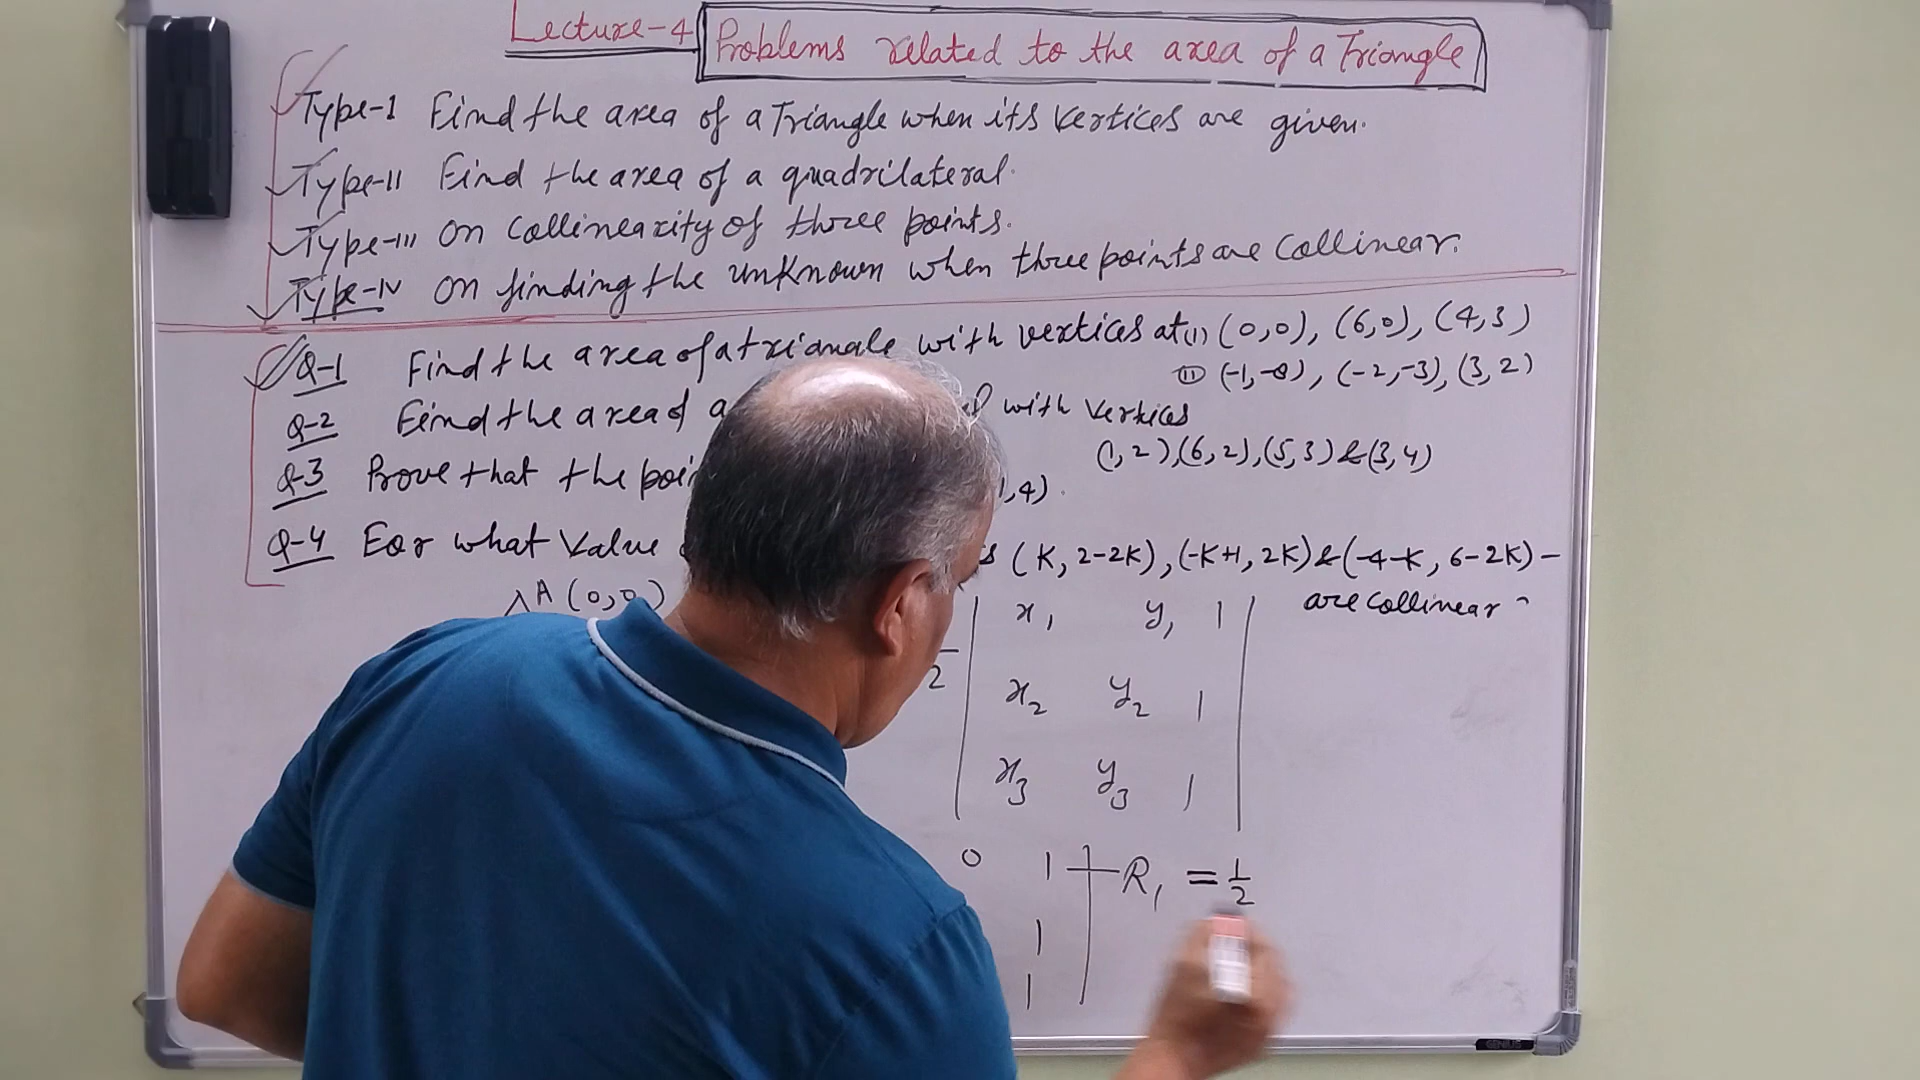 Lecture-4 Problems related to the area of a Triangle
Type-I Find the area of a Triangle when its vertices are given.
Type-II Find the area of a quadrilateral.
Type-III on Collinearity of three points.
Type-IV on finding the unknown when three points are Collinear.
Q-1 Find the area of a triangle with vertices at (i) (0,0), (6,0), (4,3)
(ii) (-1,-8), (-2,-3), (3,2)
Q-2 Find the area of a with vertices
(1,2),(6,2),(5,3) & (3,4)
Q-3 Prove that the ,4).
Q-4 For what value (K, 2-2K), (-K+1, 2K) & (-4-K, 6-2K) -
are collinear
A (0,0)
x1 y1 1
2
x2 y2 1
x3 y3 1
0 1 R1 = 1/2
1
1
GENIUS